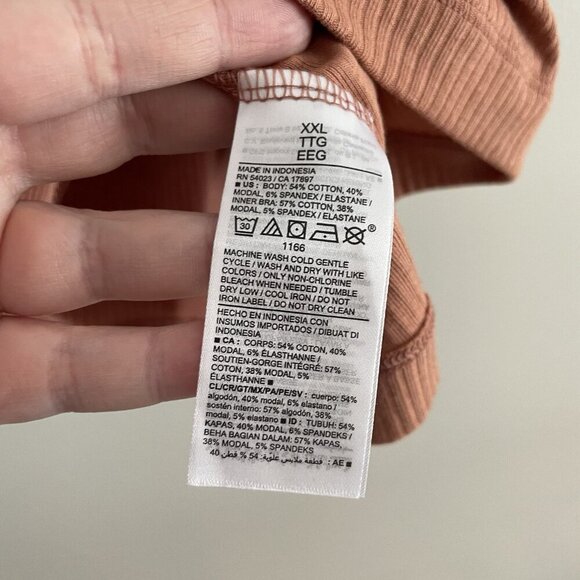 XXL
TTG
EEG
MADE IN INDONESIA
RN 54023 / CA 17897
■ US: BODY: 54% COTTON, 40%
MODAL, 6% SPANDEX / ELASTANE /
INNER BRA: 57% COTTON, 38%
MODAL, 5% SPANDEX / ELASTANE
30 ®
1166
MACHINE WASH COLD GENTLE
CYCLE / WASH AND DRY WITH LIKE
COLORS / ONLY NON-CHLORINE
BLEACH WHEN NEEDED / TUMBLE
DRY LOW / COOL IRON / DO NOT
IRON LABEL / DO NOT DRY CLEAN
HECHO EN INDONESIA CON
INSUMOS IMPORTADOS / DIBUAT DI
INDONESIA
■ CA: CORPS: 54% COTON, 40%
MODAL, 6% ÉLASTHANNE /
SOUTIEN-GORGE INTÉGRÉ: 57%
COTON, 38% MODAL, 5%
ÉLASTHANNE ■
CL/CR/GT/MX/PA/PE/SV: cuerpo: 54%
algodón, 40% modal, 6% elastano /
sostén interno: 57% algodón, 38%
modal, 5% elastano ■ ID: TUBUH: 54%
KAPAS, 40% MODAL, 6% SPANDEKS /
BEHA BAGIAN DALAM: 57% KAPAS,
38% MODAL, 5% SPANDEKS
■ AE: قطعة ملابس علوية: 54 % قطن 40